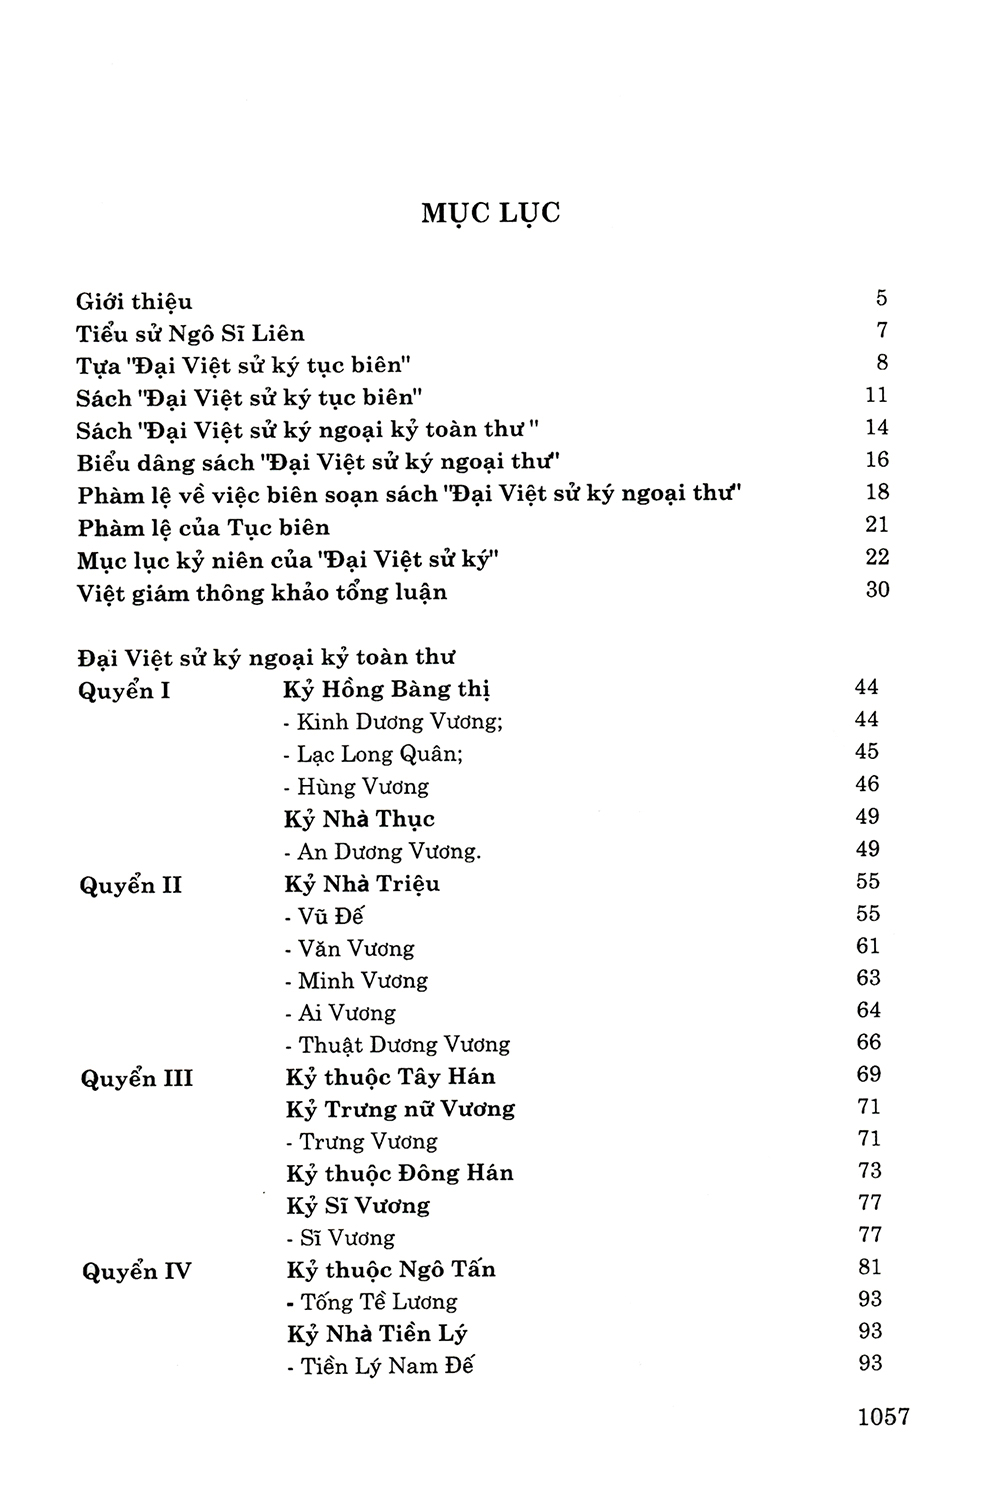 MỤC LỤC
Giới thiệu 5
Tiểu sử Ngô Sĩ Liên 7
Tựa "Đại Việt sử ký tục biên" 8
Sách "Đại Việt sử ký tục biên" 11
Sách "Đại Việt sử ký ngoại kỷ toàn thư" 14
Biểu dâng sách "Đại Việt sử ký ngoại thư" 16
Phàm lệ về việc biên soạn sách "Đại Việt sử ký ngoại thư" 18
Phàm lệ của Tục biên 21
Mục lục kỷ niên của "Đại Việt sử ký" 22
Việt giám thông khảo tổng luận 30
Đại Việt sử ký ngoại kỷ toàn thư
Quyển I Kỷ Hồng Bàng thị 44
- Kinh Dương Vương; 44
- Lạc Long Quân; 45
- Hùng Vương 46
Kỷ Nhà Thục 49
- An Dương Vương. 49
Quyển II Kỷ Nhà Triệu 55
- Vũ Đế 55
- Văn Vương 61
- Minh Vương 63
- Ai Vương 64
- Thuật Dương Vương 66
Quyển III Kỷ thuộc Tây Hán 69
Kỷ Trưng nữ Vương 71
- Trưng Vương 71
Kỷ thuộc Đông Hán 73
Kỷ Sĩ Vương 77
- Sĩ Vương 77
Quyển IV Kỷ thuộc Ngô Tấn 81
- Tống Tề Lương 93
Kỷ Nhà Tiền Lý 93
- Tiền Lý Nam Đế 93
1057